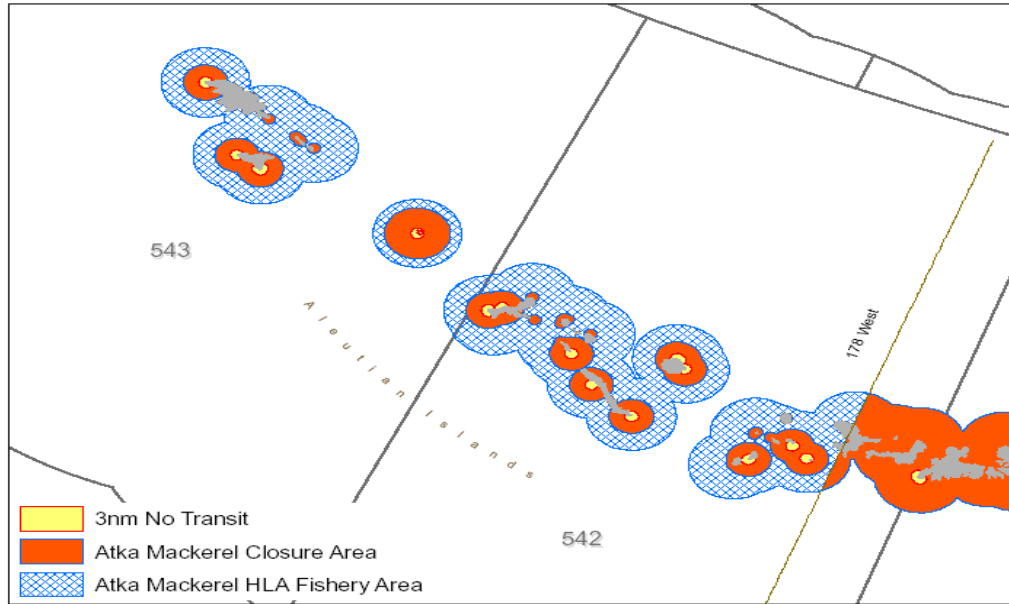 543
Aleutian Islands
178 West
542
3nm No Transit
Atka Mackerel Closure Area
Atka Mackerel HLA Fishery Area